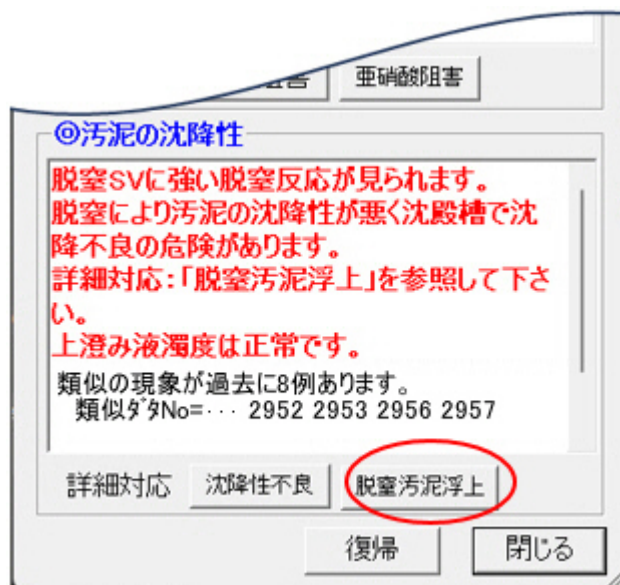 亜硝酸阻害
◎汚泥の沈降性
脱窒SVに強い脱窒反応が見られます。
脱窒により汚泥の沈降性が悪く沈殿槽で沈
降不良の危険があります。
詳細対応：「脱窒汚泥浮上」を参照して下さ
い。
上澄み液濁度は正常です。
類似の現象が過去に8例あります。
類似ﾃﾞﾀNo=･･･ 2952 2953 2956 2957
詳細対応 沈降性不良 脱窒汚泥浮上
復帰 閉じる